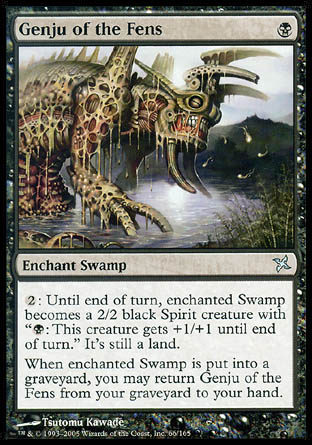 Genju of the Fens
Enchant Swamp
2: Until end of turn, enchanted Swamp
becomes a 2/2 black Spirit creature with
“: This creature gets +1/+1 until end
of turn.” It's still a land.
When enchanted Swamp is put into a
graveyard, you may return Genju of the
Fens from your graveyard to your hand.
Tsutomu Kawade
™ & © 1993–2005 Wizards of the Coast, Inc. 66/165